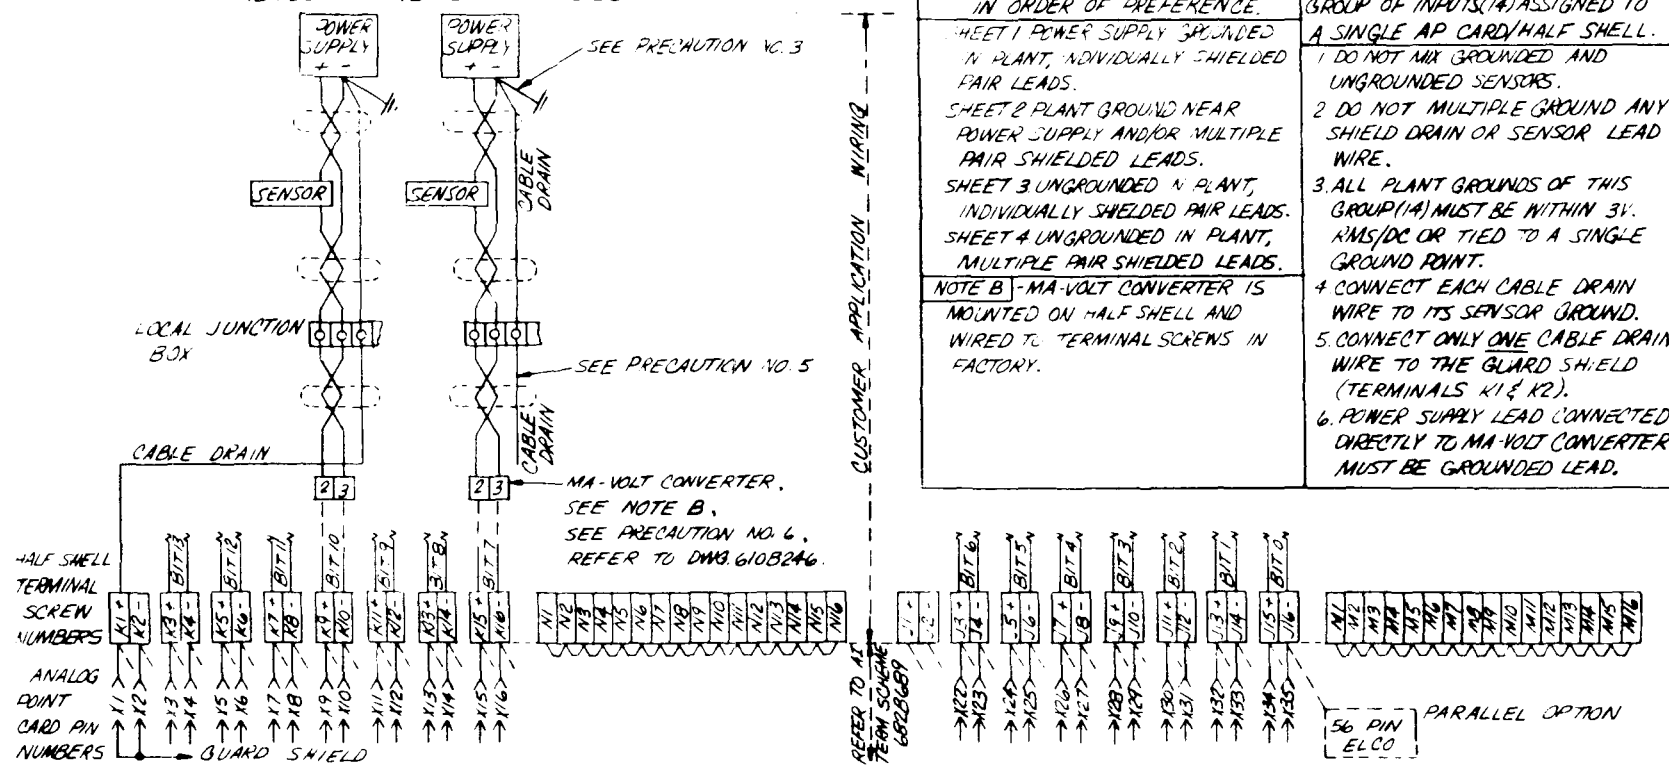 POWER
SUPPLY
+ -
POWER
SUPPLY
+ -
SEE PRECAUTION NO. 3
SENSOR
SENSOR
CABLE
DRAIN
LOCAL JUNCTION
BOX
SEE PRECAUTION NO. 5
CABLE
DRAIN
CABLE DRAIN
2 3
2 3
MA-VOLT CONVERTER.
SEE NOTE B.
SEE PRECAUTION NO. 6.
REFER TO DWG. 6108246.
CUSTOMER APPLICATION WIRING
IN ORDER OF PREFERENCE.
SHEET 1 POWER SUPPLY GROUNDED
IN PLANT, INDIVIDUALLY SHIELDED
PAIR LEADS.
SHEET 2 PLANT GROUND NEAR
POWER SUPPLY AND/OR MULTIPLE
PAIR SHIELDED LEADS.
SHEET 3 UNGROUNDED IN PLANT,
INDIVIDUALLY SHIELDED PAIR LEADS.
SHEET 4 UNGROUNDED IN PLANT,
MULTIPLE PAIR SHIELDED LEADS.
NOTE B - MA-VOLT CONVERTER IS
MOUNTED ON HALF SHELL AND
WIRED TO TERMINAL SCREWS IN
FACTORY.
GROUP OF INPUTS (14) ASSIGNED TO
A SINGLE AP CARD/HALF SHELL.
1 DO NOT MIX GROUNDED AND
UNGROUNDED SENSORS.
2 DO NOT MULTIPLE GROUND ANY
SHIELD DRAIN OR SENSOR LEAD
WIRE.
3. ALL PLANT GROUNDS OF THIS
GROUP (14) MUST BE WITHIN 3V.
RMS/DC OR TIED TO A SINGLE
GROUND POINT.
4 CONNECT EACH CABLE DRAIN
WIRE TO ITS SENSOR GROUND.
5. CONNECT ONLY ONE CABLE DRAIN
WIRE TO THE GUARD SHIELD
(TERMINALS K1 & K2).
6. POWER SUPPLY LEAD CONNECTED
DIRECTLY TO MA-VOLT CONVERTER
MUST BE GROUNDED LEAD.
BIT 13 BIT 12 BIT 11 BIT 10 BIT 9 BIT 8 BIT 7
BIT 6 BIT 5 BIT 4 BIT 3 BIT 2 BIT 1 BIT 0
HALF SHELL
TERMINAL
SCREW
NUMBERS
K1 + K2 - K3 + K4 - K5 + K6 - K7 + K8 - K9 + K10 - K11 + K12 - K13 + K14 - K15 + K16 -
N1 N2 N3 N4 N5 N6 N7 N8 N9 N10 N11 N12 N13 N14 N15 N16
J1 + J2 - J3 + J4 - J5 + J6 - J7 + J8 - J9 + J10 - J11 + J12 - J13 + J14 - J15 + J16 -
M1 M2 M3 M4 M5 M6 M7 M8 M9 M10 M11 M12 M13 M14 M15 M16
ANALOG
POINT
CARD PIN
NUMBERS
X1 X2 X3 X4 X5 X6 X7 X8 X9 X10 X11 X12 X13 X14 X15 X16
GUARD SHIELD
REFER TO AI
TERM SCHEME
6528689
X22 X23 X24 X25 X26 X27 X28 X29 X30 X31 X32 X33 X34 X35
56 PIN
ELCO
PARALLEL OPTION